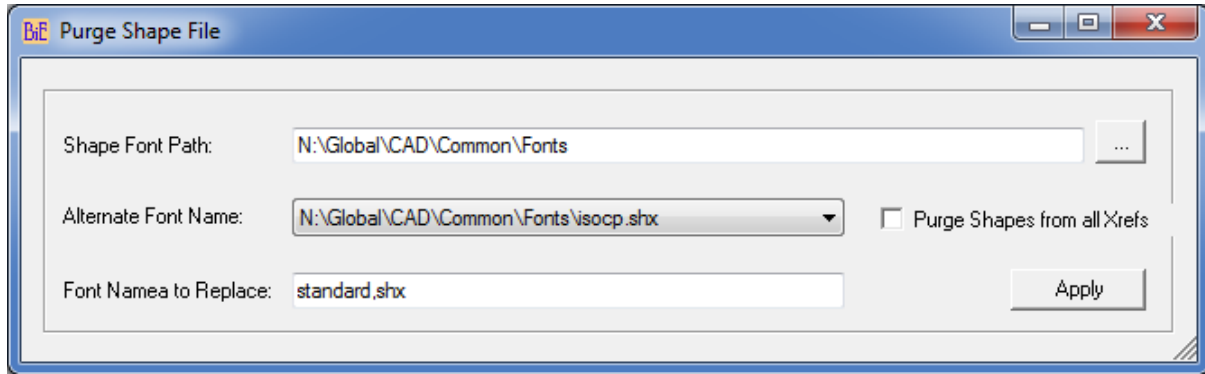 BiE Purge Shape File
Shape Font Path: N:\Global\CAD\Common\Fonts ...
Alternate Font Name: N:\Global\CAD\Common\Fonts\isocp.shx Purge Shapes from all Xrefs
Font Namea to Replace: standard,shx Apply